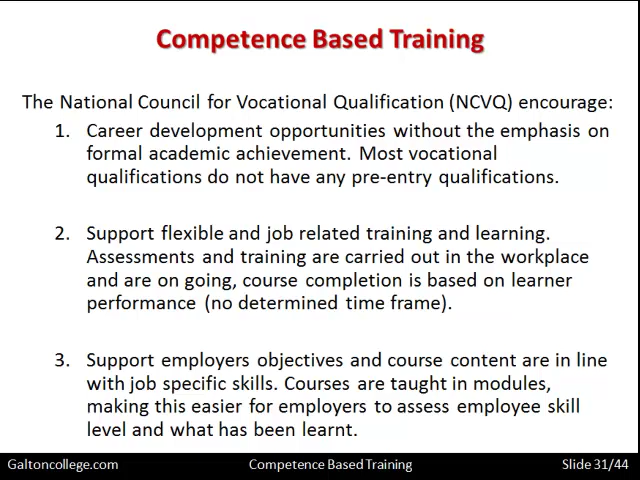 Competence Based Training
The National Council for Vocational Qualification (NCVQ) encourage:
1. Career development opportunities without the emphasis on
formal academic achievement. Most vocational
qualifications do not have any pre-entry qualifications.
2. Support flexible and job related training and learning.
Assessments and training are carried out in the workplace
and are on going, course completion is based on learner
performance (no determined time frame).
3. Support employers objectives and course content are in line
with job specific skills. Courses are taught in modules,
making this easier for employers to assess employee skill
level and what has been learnt.
Galtoncollege.com Competence Based Training Slide 31/44